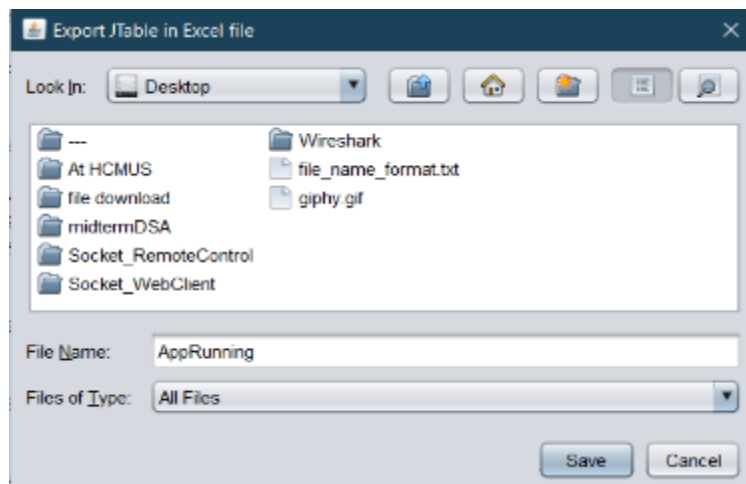 Export JTable in Excel file
Look In: Desktop
---
At HCMUS
file download
midtermDSA
Socket_RemoteControl
Socket_WebClient
Wireshark
file_name_format.txt
giphy.gif
File Name: AppRunning
Files of Type: All Files
Save Cancel